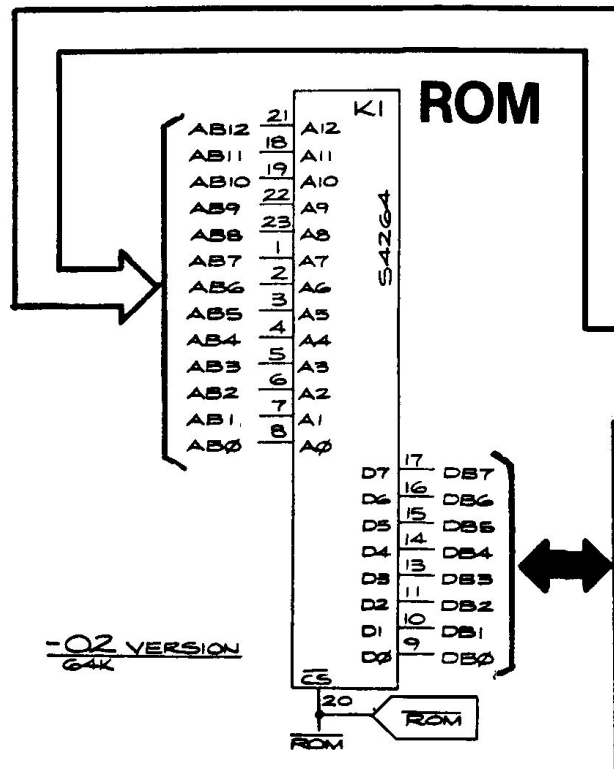 K1 ROM
S4264
AB12 21 A12
AB11 18 A11
AB10 19 A10
AB9 22 A9
AB8 23 A8
AB7 1 A7
AB6 2 A6
AB5 3 A5
AB4 4 A4
AB3 5 A3
AB2 6 A2
AB1 7 A1
ABØ 8 AØ
D7 17 DB7
D6 16 DB6
D5 15 DB5
D4 14 DB4
D3 13 DB3
D2 11 DB2
D1 10 DB1
DØ 9 DBØ
-02 VERSION
64K
C̅S̅
20
R̅O̅M̅
R̅O̅M̅